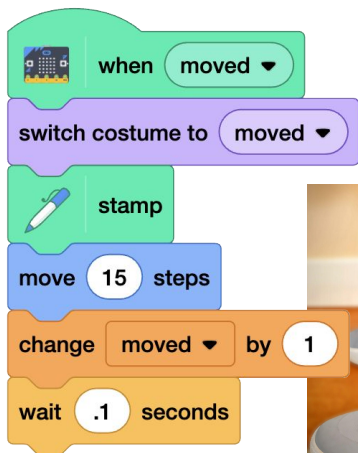 when moved
switch costume to moved
stamp
move 15 steps
change moved by 1
wait .1 seconds